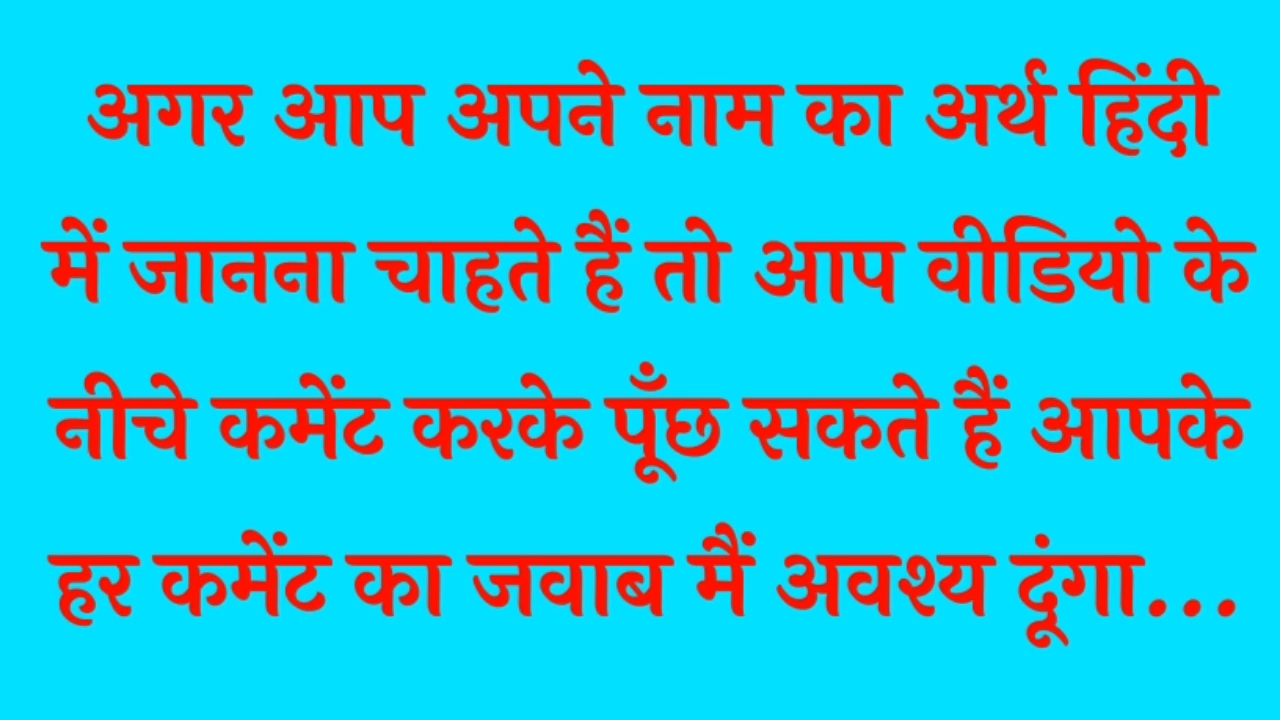 अगर आप अपने नाम का अर्थ हिंदी
में जानना चाहते हैं तो आप वीडियो के
नीचे कमेंट करके पूँछ सकते हैं आपके
हर कमेंट का जवाब मैं अवश्य दूंगा...